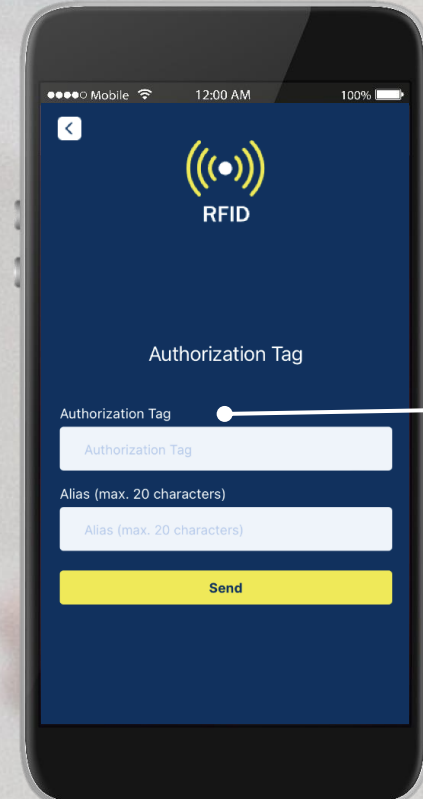 Mobile 12:00 AM 100%
RFID
Authorization Tag
Authorization Tag
Authorization Tag
Alias (max. 20 characters)
Alias (max. 20 characters)
Send